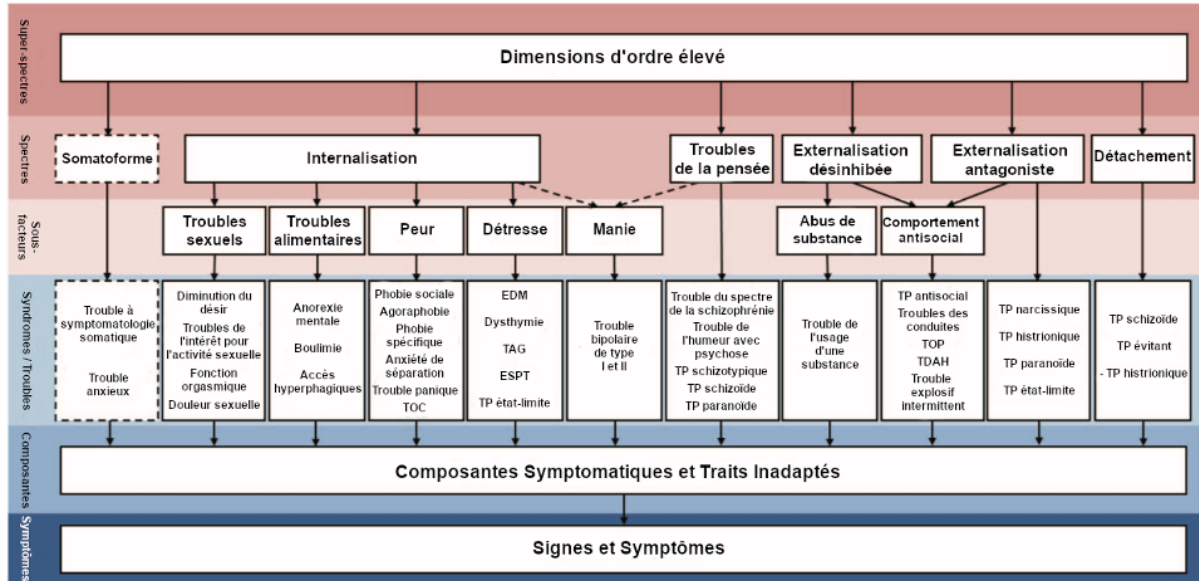 Super-spectres
Dimensions d'ordre élevé
Spectres
Somatoforme
Internalisation
Troubles
de la pensée
Externalisation
désinhibée
Externalisation
antagoniste
Détachement
Sous-
facteurs
Troubles
sexuels
Troubles
alimentaires
Peur
Détresse
Manie
Abus de
substance
Comportement
antisocial
Syndromes / Troubles
Trouble à
symptomatologie
somatique
Trouble
anxieux
Diminution du
désir
Troubles de
l'intérêt pour
l'activité sexuelle
Fonction
orgasmique
Douleur sexuelle
Anorexie
mentale
Boulimie
Accès
hyperphagiques
Phobie sociale
Agoraphobie
Phobie
spécifique
Anxiété de
séparation
Trouble panique
TOC
EDM
Dysthymie
TAG
ESPT
TP état-limite
Trouble
bipolaire
de type
I et II
Trouble du spectre
de la schizophrénie
Trouble de
l'humeur avec
psychose
TP schizotypique
TP schizoïde
TP paranoïde
Trouble de
l'usage
d'une
substance
TP antisocial
Troubles des
conduites
TOP
TDAH
Trouble
explosif
intermittent
TP narcissique
TP histrionique
TP paranoïde
TP état-limite
TP schizoïde
TP évitant
- TP histrionique
Composantes
Composantes Symptomatiques et Traits Inadaptés
Symptômes
Signes et Symptômes